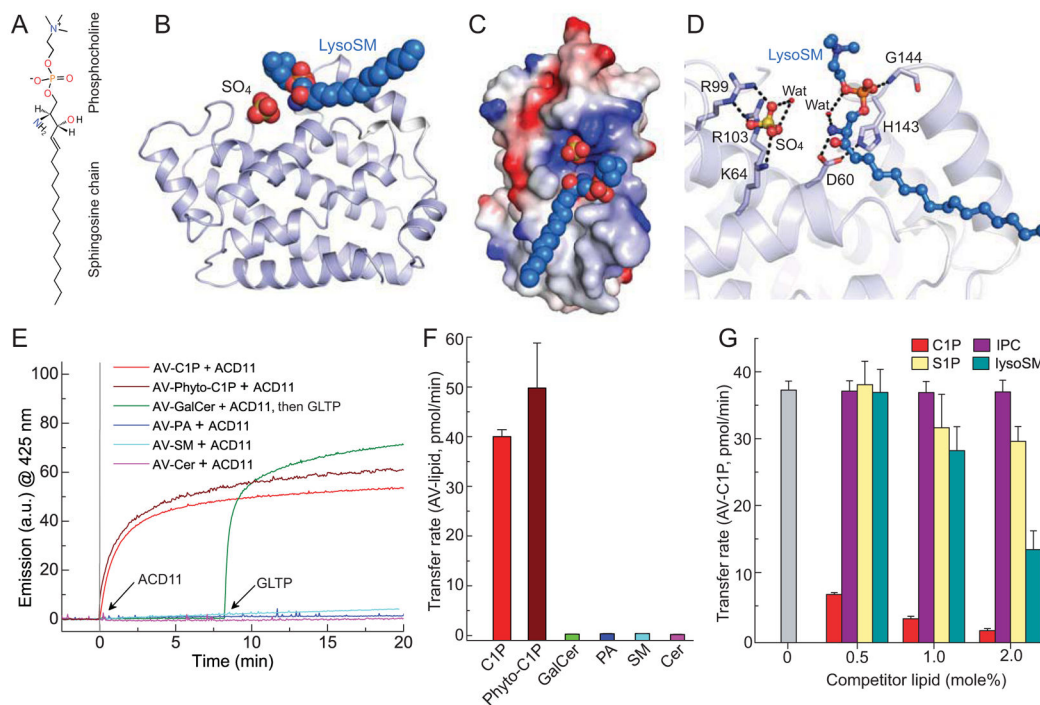 A
Phosphocholine
Sphingosine chain
N
+
O
-O
P
O
O
H
H
OH
NH₂
B
LysoSM
SO4
C
D
LysoSM
G144
R99
Wat
Wat
R103
SO4
H143
K64
D60
E
AV-C1P + ACD11
AV-Phyto-C1P + ACD11
AV-GalCer + ACD11, then GLTP
AV-PA + ACD11
AV-SM + ACD11
AV-Cer + ACD11
Emission (a.u.) @ 425 nm
100
80
60
40
20
0
ACD11
GLTP
0 5 10 15 20
Time (min)
F
Transfer rate (AV-lipid, pmol/min)
60
50
40
30
20
10
0
C1P Phyto-C1P GalCer PA SM Cer
G
C1P IPC
S1P lysoSM
Transfer rate (AV-C1P, pmol/min)
40
30
20
10
0
0 0.5 1.0 2.0
Competitor lipid (mole%)